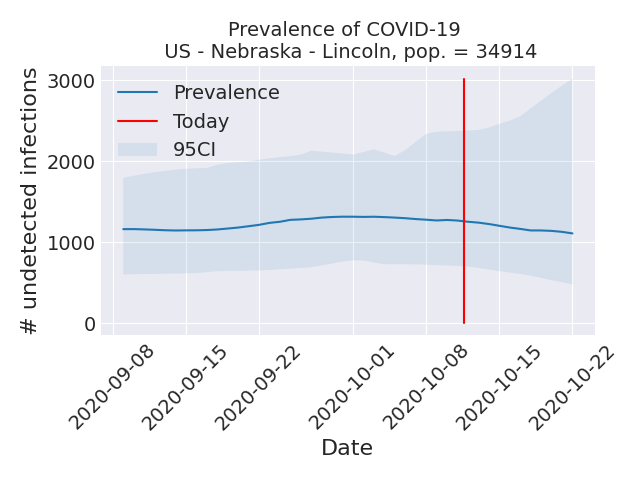 Prevalence of COVID-19
US - Nebraska - Lincoln, pop. = 34914
# undetected infections
3000
2000
1000
0
Prevalence
Today
95CI
2020-09-08
2020-09-15
2020-09-22
2020-10-01
2020-10-08
2020-10-15
2020-10-22
Date